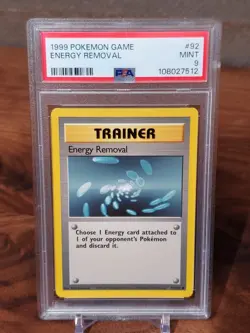 1999 POKEMON GAME #92
ENERGY REMOVAL MINT
9
PSA 108027512
TRAINER
Energy Removal
Choose 1 Energy card attached to
1 of your opponent's Pokémon
and discard it.